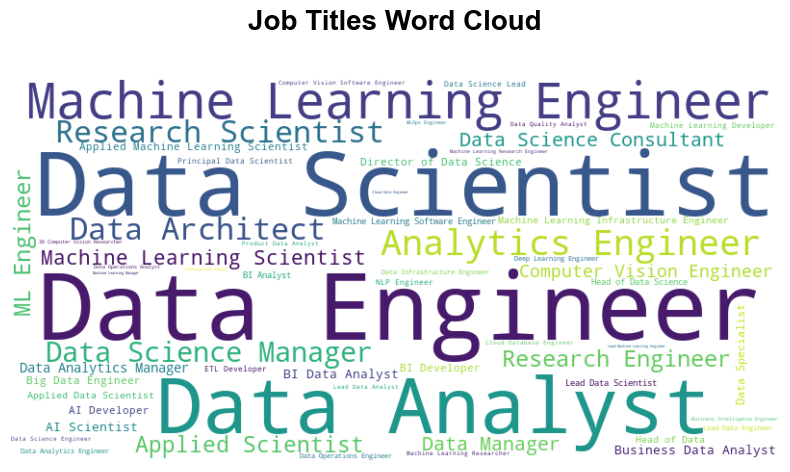 Job Titles Word Cloud
Computer Vision Software Engineer
Data Science Lead
Machine Learning Engineer
MLOps Engineer
Data Quality Analyst
Machine Learning Developer
Research Scientist
Data Science Consultant
Applied Machine Learning Scientist
Machine Learning Research Engineer
Principal Data Scientist
Director of Data Science
Data Scientist
Cloud Data Engineer
ML Engineer
Data Architect
Machine Learning Software Engineer
Machine Learning Infrastructure Engineer
3D Computer Vision Researcher
Product Data Analyst
Analytics Engineer
Machine Learning Scientist
Deep Learning Engineer
Data Operations Analyst
Machine Learning Manager
BI Analyst
Data Infrastructure Engineer
Computer Vision Engineer
NLP Engineer
Head of Data Science
Data Engineer
Data Specialist
Cloud Database Engineer
Lead Machine Learning Engineer
Data Science Manager
Research Engineer
Data Analytics Manager
ETL Developer
BI Data Analyst
BI Developer
Big Data Engineer
Lead Data Analyst
Lead Data Scientist
Applied Data Scientist
Data Analyst
AI Developer
Business Intelligence Engineer
AI Scientist
Lead Data Engineer
Data Science Engineer
Applied Scientist
Data Manager
Head of Data
Data Analytics Engineer
Data Operations Engineer
Machine Learning Researcher
Business Data Analyst